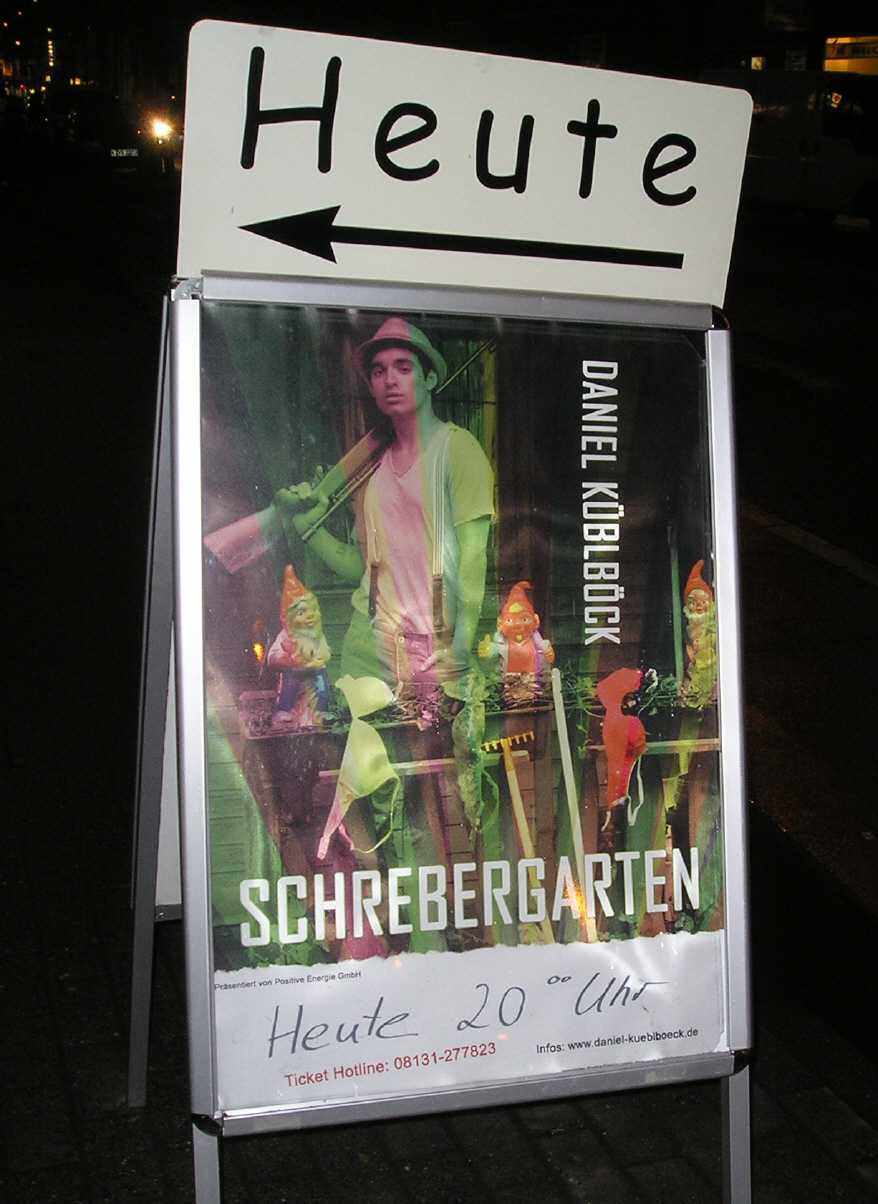 Heute
DANIEL KÜBLBÖCK
SCHREBERGARTEN
Präsentiert von Positive Energie GmbH
Heute 20 00 Uhr
Ticket Hotline: 08131-277823
Infos: www.daniel-kueblboeck.de